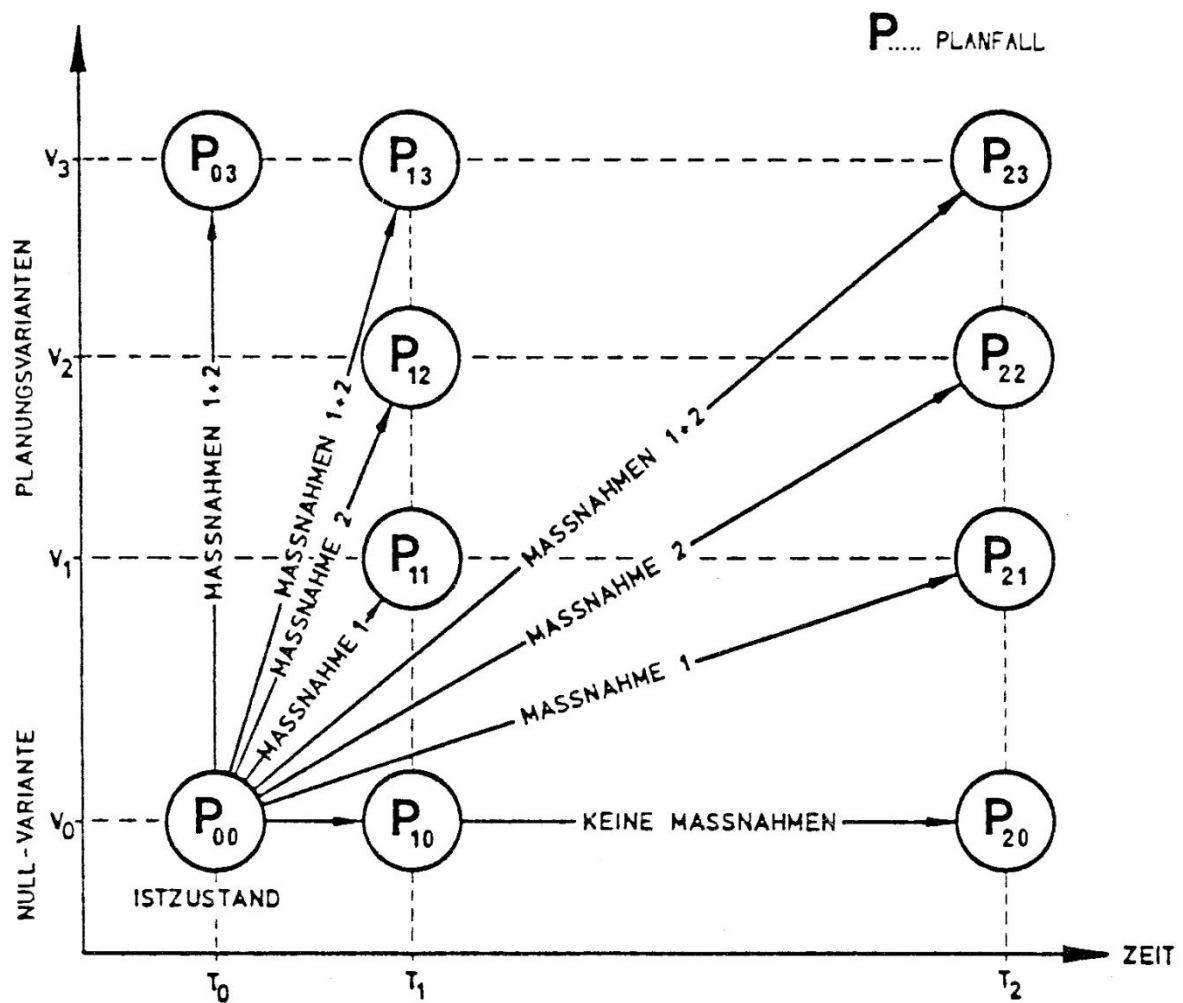 P..... PLANFALL
V₃
P₀₃
P₁₃
P₂₃
PLANUNGSVARIANTEN
V₂
P₁₂
P₂₂
MASSNAHMEN 1+2
MASSNAHMEN 1+2
MASSNAHME 2
MASSNAHME 1
MASSNAHMEN 1+2
MASSNAHME 2
MASSNAHME 1
V₁
P₁₁
P₂₁
NULL-VARIANTE
V₀
P₀₀
P₁₀
KEINE MASSNAHMEN
P₂₀
ISTZUSTAND
ZEIT
T₀
T₁
T₂